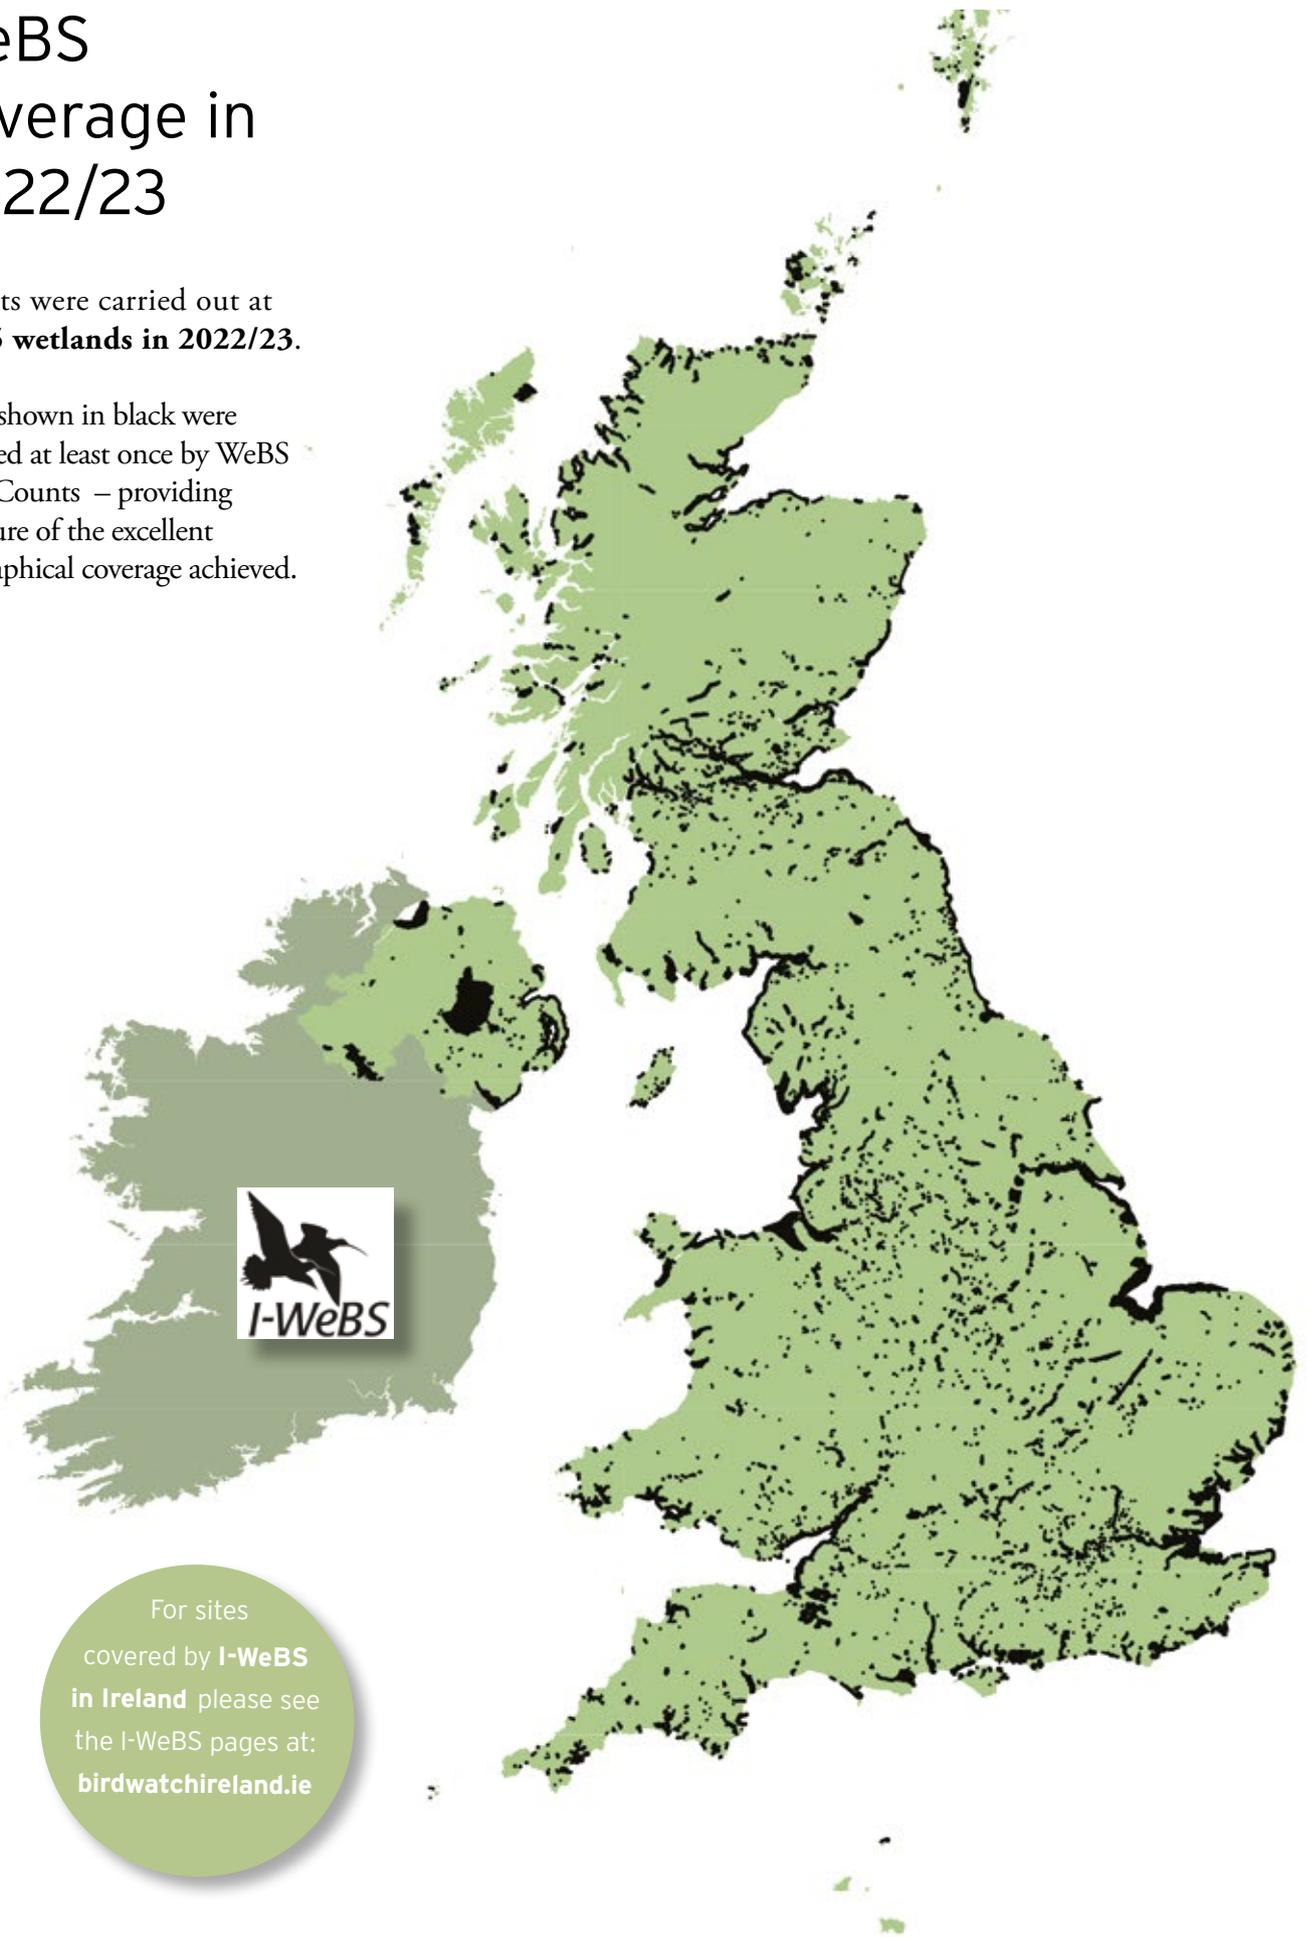 eBS
verage in
22/23
ts were carried out at
wetlands in 2022/23.
shown in black were
ed at least once by WeBS
Counts – providing
ure of the excellent
aphical coverage achieved.
I-WeBS
For sites
covered by I-WeBS
in Ireland please see
the I-WeBS pages at:
birdwatchireland.ie